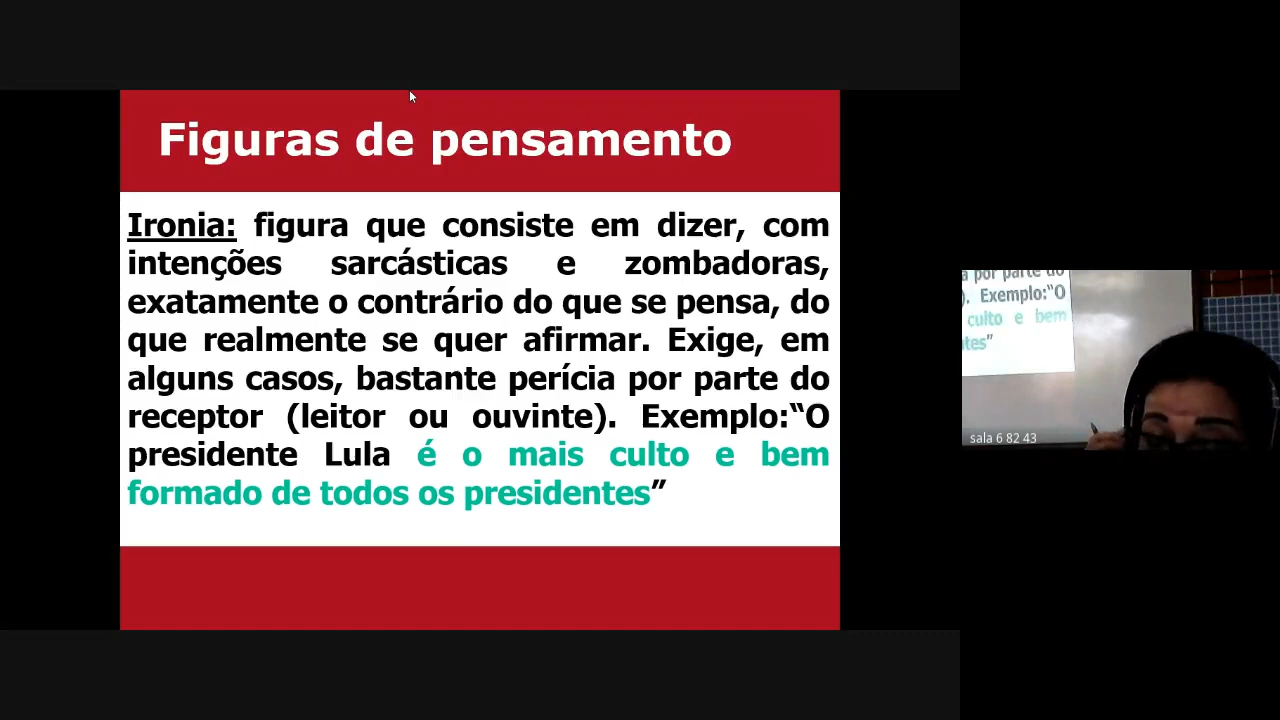 Figuras de pensamento
Ironia: figura que consiste em dizer, com
intenções sarcásticas e zombadoras,
exatamente o contrário do que se pensa, do
que realmente se quer afirmar. Exige, em
alguns casos, bastante perícia por parte do
receptor (leitor ou ouvinte). Exemplo:“O
presidente Lula é o mais culto e bem
formado de todos os presidentes”
a por parte do
). Exemplo:“O
culto e bem
ntes”
sala 6 82 43